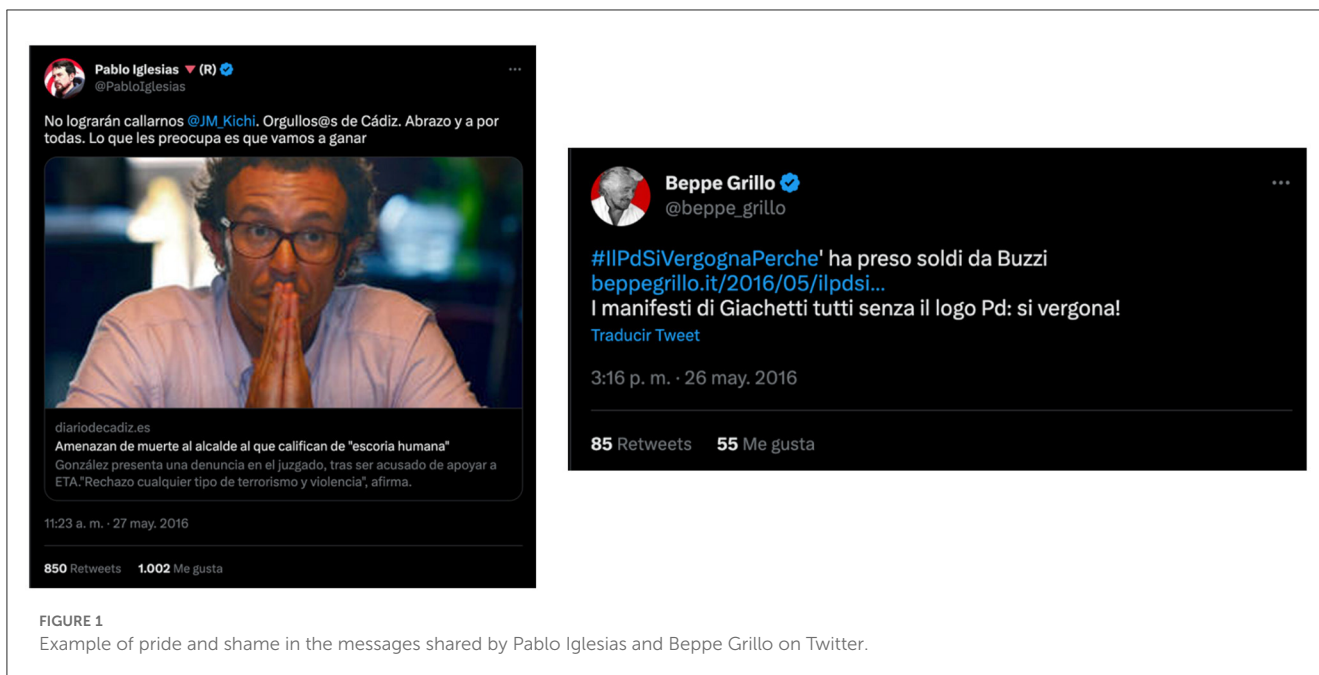 Pablo Iglesias 🔻 (R)
@PabloIglesias
No lograrán callarnos @JM_Kichi. Orgullos@s de Cádiz. Abrazo y a por
todas. Lo que les preocupa es que vamos a ganar
diariodecadiz.es
Amenazan de muerte al alcalde al que califican de "escoria humana"
González presenta una denuncia en el juzgado, tras ser acusado de apoyar a
ETA."Rechazo cualquier tipo de terrorismo y violencia", afirma.
11:23 a. m. · 27 may. 2016
850 Retweets 1.002 Me gusta
Beppe Grillo
@beppe_grillo
#IlPdSiVergognaPerche' ha preso soldi da Buzzi
beppegrillo.it/2016/05/ilpdsi...
I manifesti di Giachetti tutti senza il logo Pd: si vergona!
Traducir Tweet
3:16 p. m. · 26 may. 2016
85 Retweets 55 Me gusta
FIGURE 1
Example of pride and shame in the messages shared by Pablo Iglesias and Beppe Grillo on Twitter.